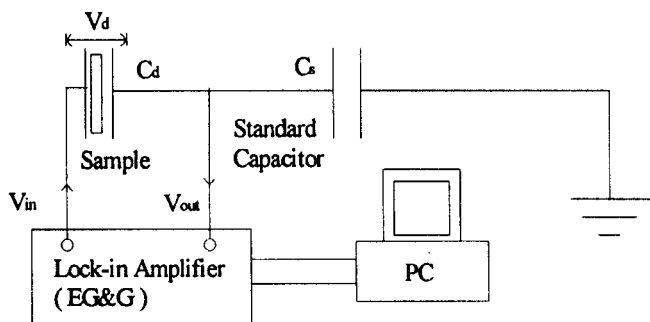 Vd
Cd
Cs
Sample
Standard
Capacitor
Vin
Vout
Lock-in Amplifier
( EG&G )
PC